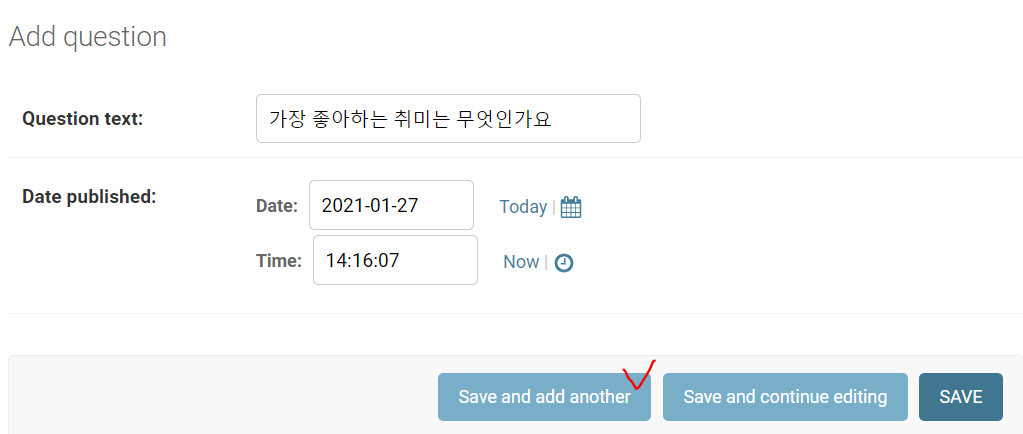 Add question
Question text: 가장 좋아하는 취미는 무엇인가요
Date published:
Date: 2021-01-27 Today |
Time: 14:16:07 Now |
Save and add another Save and continue editing SAVE